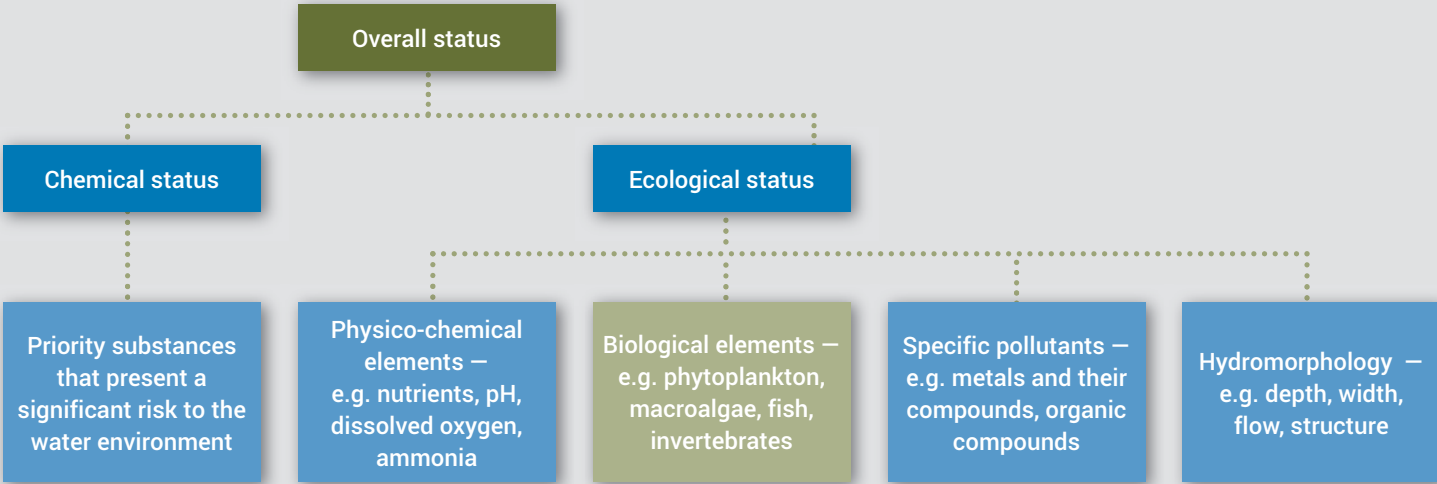 Overall status
Chemical status
Ecological status
Priority substances
that present a
significant risk to the
water environment
Physico-chemical
elements —
e.g. nutrients, pH,
dissolved oxygen,
ammonia
Biological elements —
e.g. phytoplankton,
macroalgae, fish,
invertebrates
Specific pollutants —
e.g. metals and their
compounds, organic
compounds
Hydromorphology —
e.g. depth, width,
flow, structure